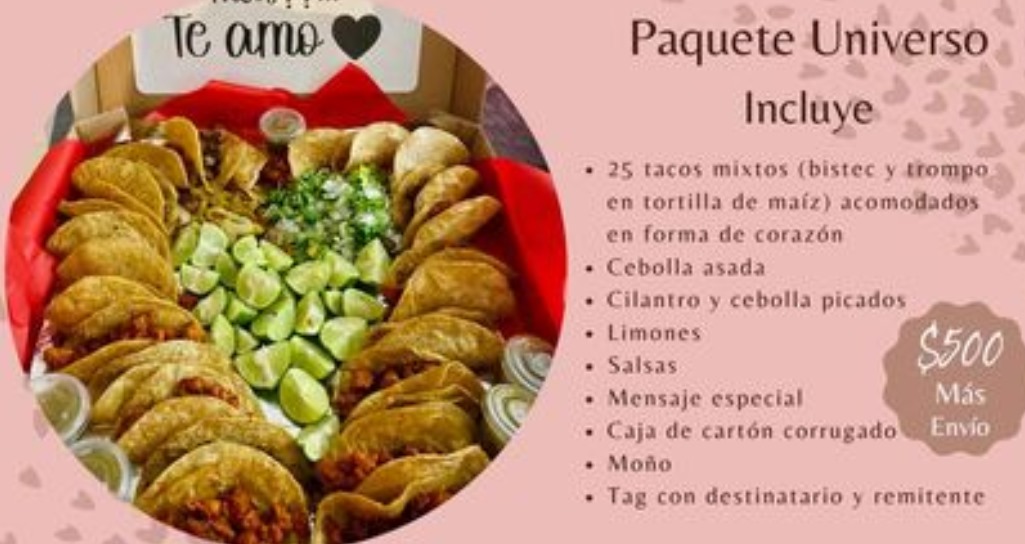 Te amo
Paquete Universo
Incluye
• 25 tacos mixtos (bistec y trompo
en tortilla de maíz) acomodados
en forma de corazón
• Cebolla asada
• Cilantro y cebolla picados
• Limones
• Salsas
• Mensaje especial
• Caja de cartón corrugado
• Moño
• Tag con destinatario y remitente
$500
Más
Envío